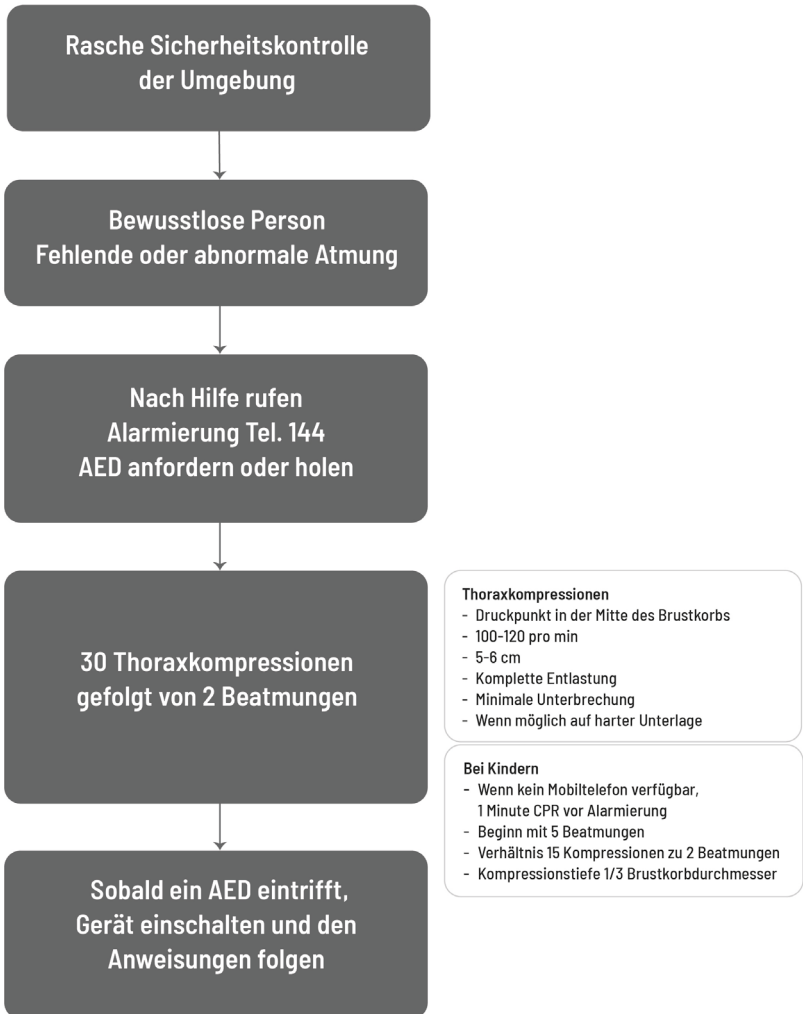 Rasche Sicherheitskontrolle
der Umgebung
Bewusstlose Person
Fehlende oder abnormale Atmung
Nach Hilfe rufen
Alarmierung Tel. 144
AED anfordern oder holen
30 Thoraxkompressionen
gefolgt von 2 Beatmungen
Thoraxkompressionen
- Druckpunkt in der Mitte des Brustkorbs
- 100-120 pro min
- 5-6 cm
- Komplette Entlastung
- Minimale Unterbrechung
- Wenn möglich auf harter Unterlage
Bei Kindern
- Wenn kein Mobiltelefon verfügbar,
1 Minute CPR vor Alarmierung
- Beginn mit 5 Beatmungen
- Verhältnis 15 Kompressionen zu 2 Beatmungen
- Kompressionstiefe 1/3 Brustkorbdurchmesser
Sobald ein AED eintrifft,
Gerät einschalten und den
Anweisungen folgen